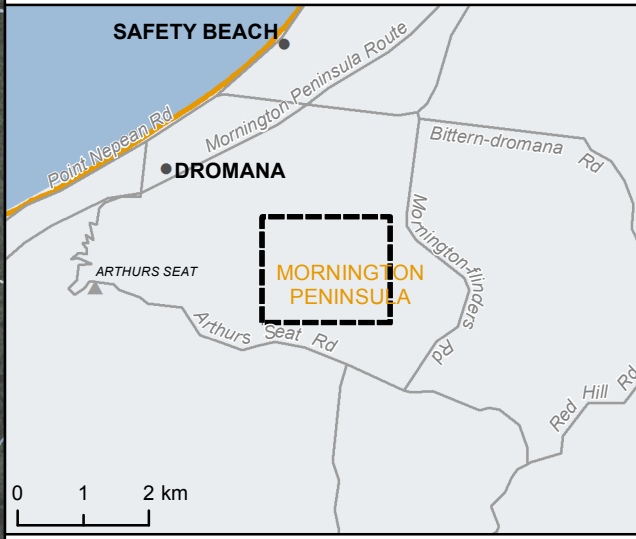 SAFETY BEACH
Mornington Peninsula Route
Point Nepean Rd
Bittern-dromana Rd
DROMANA
Mornington-flinders Rd
ARTHURS SEAT
MORNINGTON
PENINSULA
Arthurs Seat Rd
Red Hill Rd
0 1 2 km